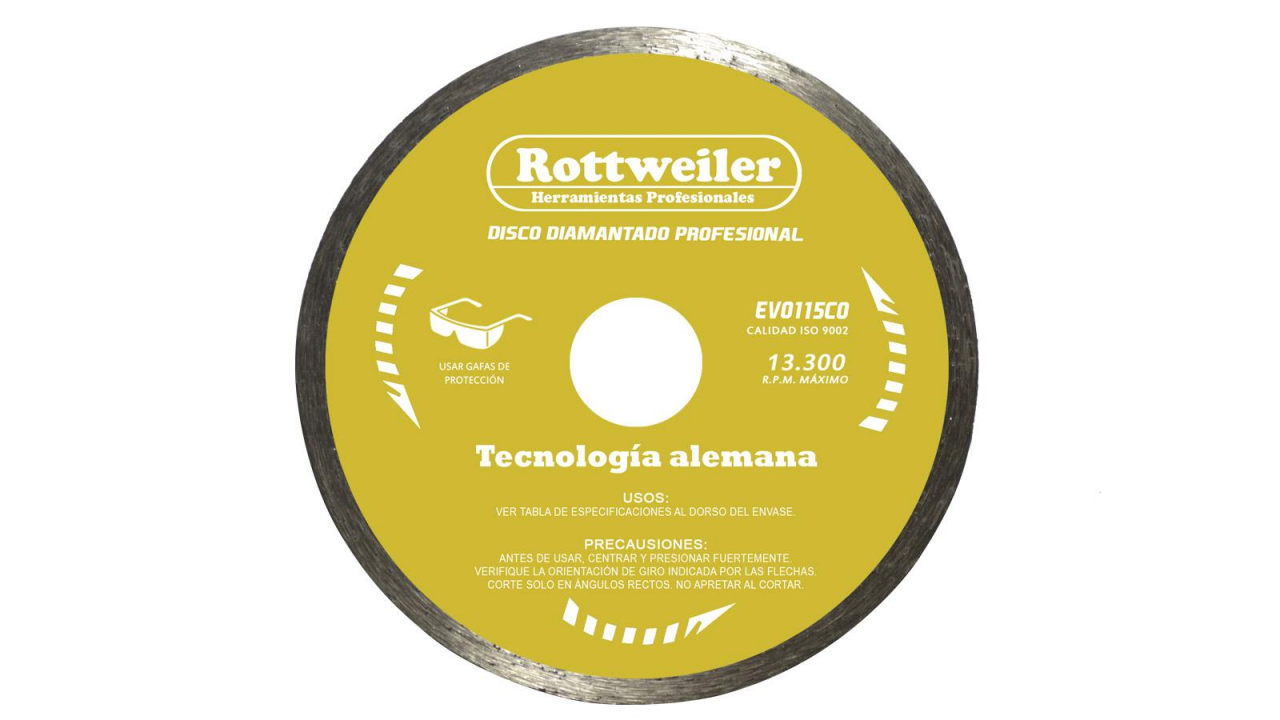 Rottweiler
Herramientas Profesionales
DISCO DIAMANTADO PROFESIONAL
EVO115CO
CALIDAD ISO 9002
13.300
R.P.M. MÁXIMO
USAR GAFAS DE
PROTECCIÓN
Tecnología alemana
USOS:
VER TABLA DE ESPECIFICACIONES AL DORSO DEL ENVASE.
PRECAUSIONES:
ANTES DE USAR, CENTRAR Y PRESIONAR FUERTEMENTE.
VERIFIQUE LA ORIENTACIÓN DE GIRO INDICADA POR LAS FLECHAS.
CORTE SOLO EN ÁNGULOS RECTOS. NO APRETAR AL CORTAR.